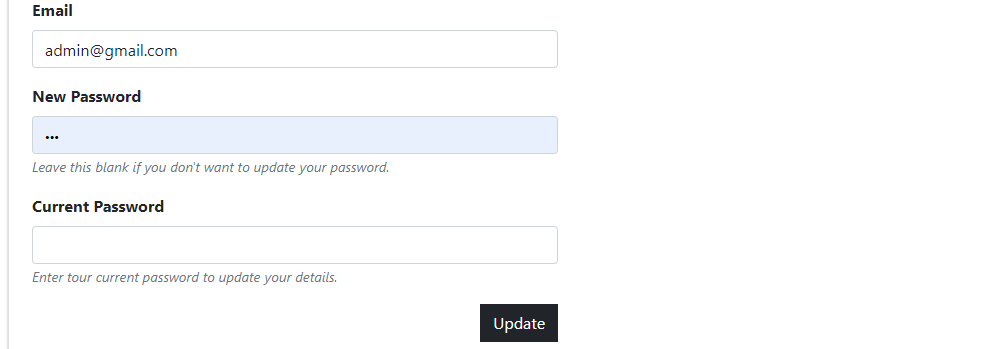 Email
admin@gmail.com
New Password
•••
Leave this blank if you don't want to update your password.
Current Password
Enter tour current password to update your details.
Update